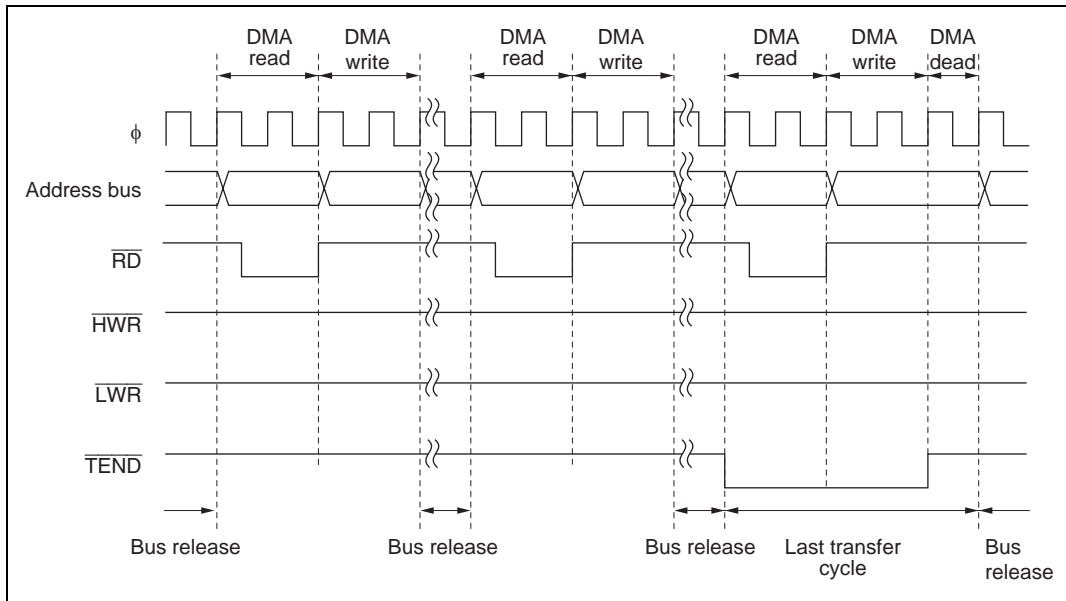 DMA read
DMA write
DMA read
DMA write
DMA read
DMA write
DMA dead
φ
Address bus
RD
HWR
LWR
TEND
Bus release
Bus release
Bus release
Last transfer cycle
Bus release